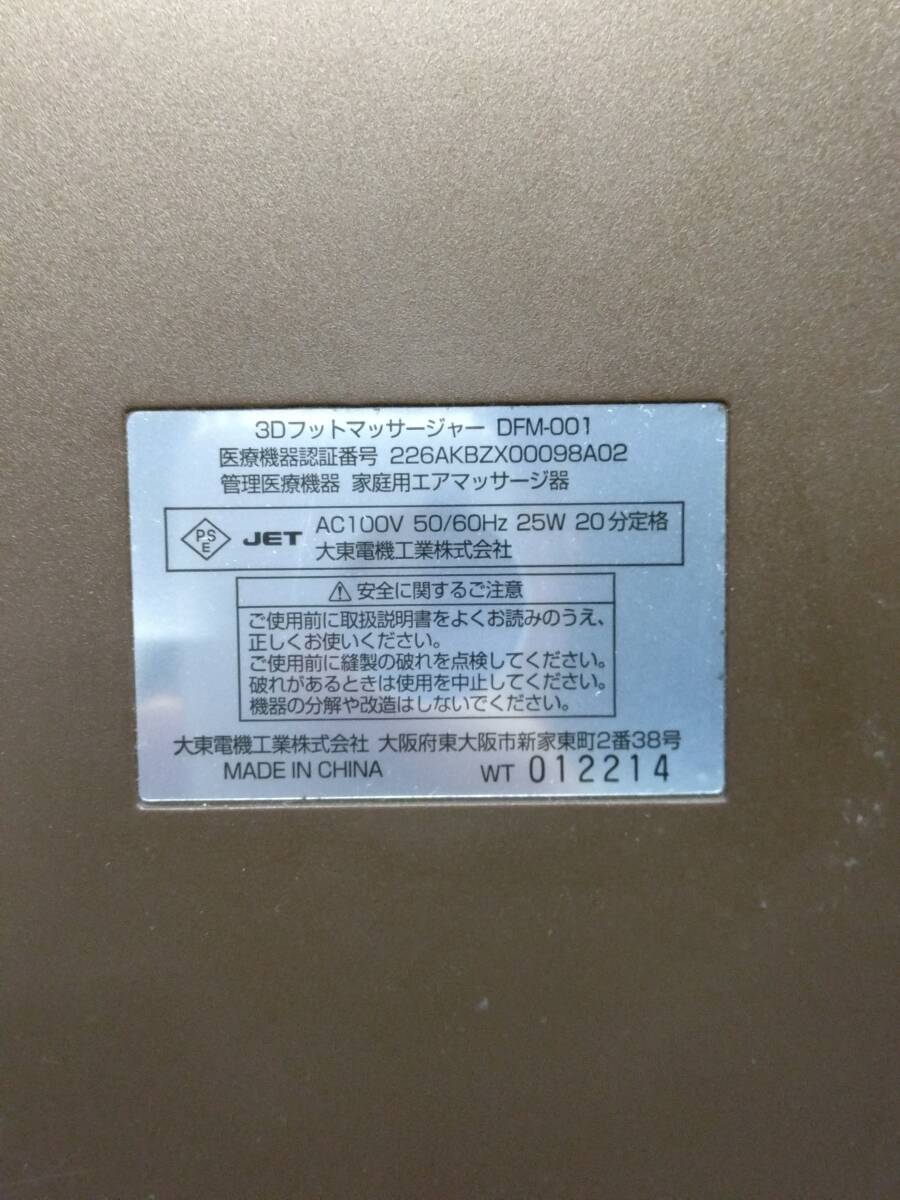 3Dフットマッサージャー DFM-001
医療機器認証番号 226AKBZX00098A02
管理医療機器 家庭用エアマッサージ器
PS
E
JET
AC100V 50/60Hz 25W 20分定格
大東電機工業株式会社
⚠安全に関するご注意
ご使用前に取扱説明書をよくお読みのうえ、
正しくお使いください。
ご使用前に縫製の破れを点検してください。
破れがあるときは使用を中止してください。
機器の分解や改造はしないでください。
大東電機工業株式会社 大阪府東大阪市新家東町2番38号
MADE IN CHINA WT 012214